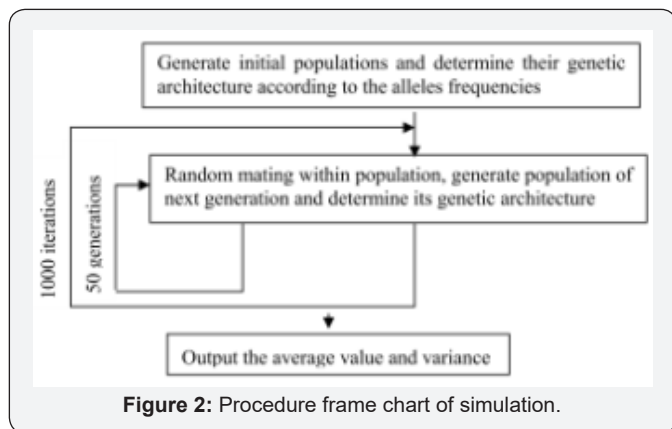 Generate initial populations and determine their genetic
architecture according to the alleles frequencies
1000 iterations
50 generations
Random mating within population, generate population of
next generation and determine its genetic architecture
Output the average value and variance
Figure 2: Procedure frame chart of simulation.